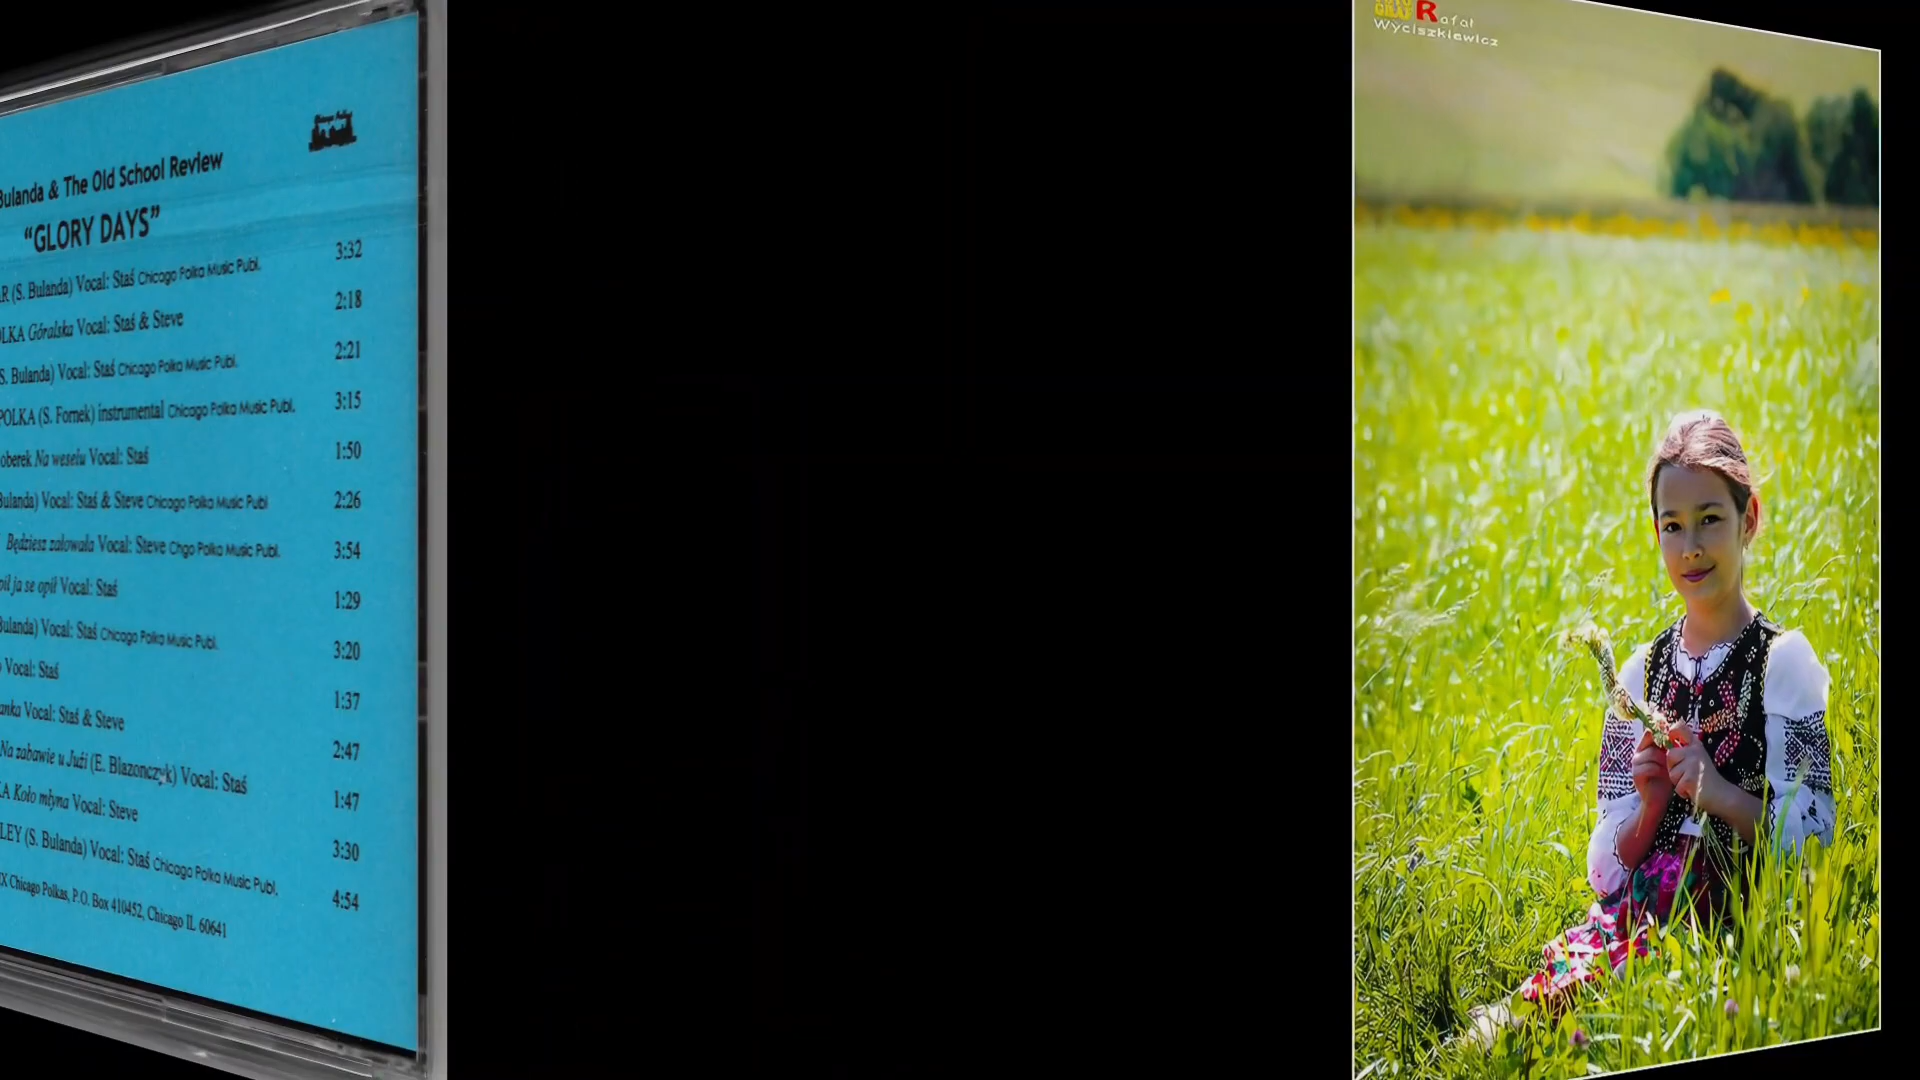 Bulanda & The Old School Review
“GLORY DAYS”
R (S. Bulanda) Vocal: Staś Chicago Polka Music Publ. 3:32
LKA Góralska Vocal: Staś & Steve 2:18
S. Bulanda) Vocal: Staś Chicago Polka Music Publ. 2:21
POLKA (S. Fornek) instrumental Chicago Polka Music Publ. 3:15
oberek Na weselu Vocal: Staś 1:50
Bulanda) Vocal: Staś & Steve Chicago Polka Music Publ 2:26
Będziesz załowała Vocal: Steve Chgo Polka Music Publ. 3:54
pił ja se opił Vocal: Staś 1:29
Bulanda) Vocal: Staś Chicago Polka Music Publ. 3:20
Vocal: Staś 1:37
anka Vocal: Staś & Steve 2:47
Na zabawie u Juźi (E. Blazonczyk) Vocal: Staś 1:47
A Koło młyna Vocal: Steve 3:30
LEY (S. Bulanda) Vocal: Staś Chicago Polka Music Publ. 4:54
X Chicago Polkas, P.O. Box 410452, Chicago IL 60641
GRAF Rafał
Wyciszkiewicz